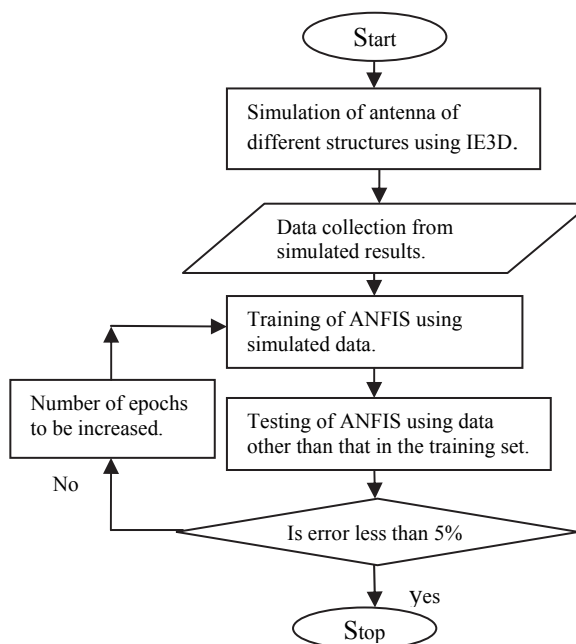 Start
Simulation of antenna of
different structures using IE3D.
Data collection from
simulated results.
Training of ANFIS using
simulated data.
Number of epochs
to be increased.
Testing of ANFIS using data
other than that in the training set.
No
Is error less than 5%
yes
Stop